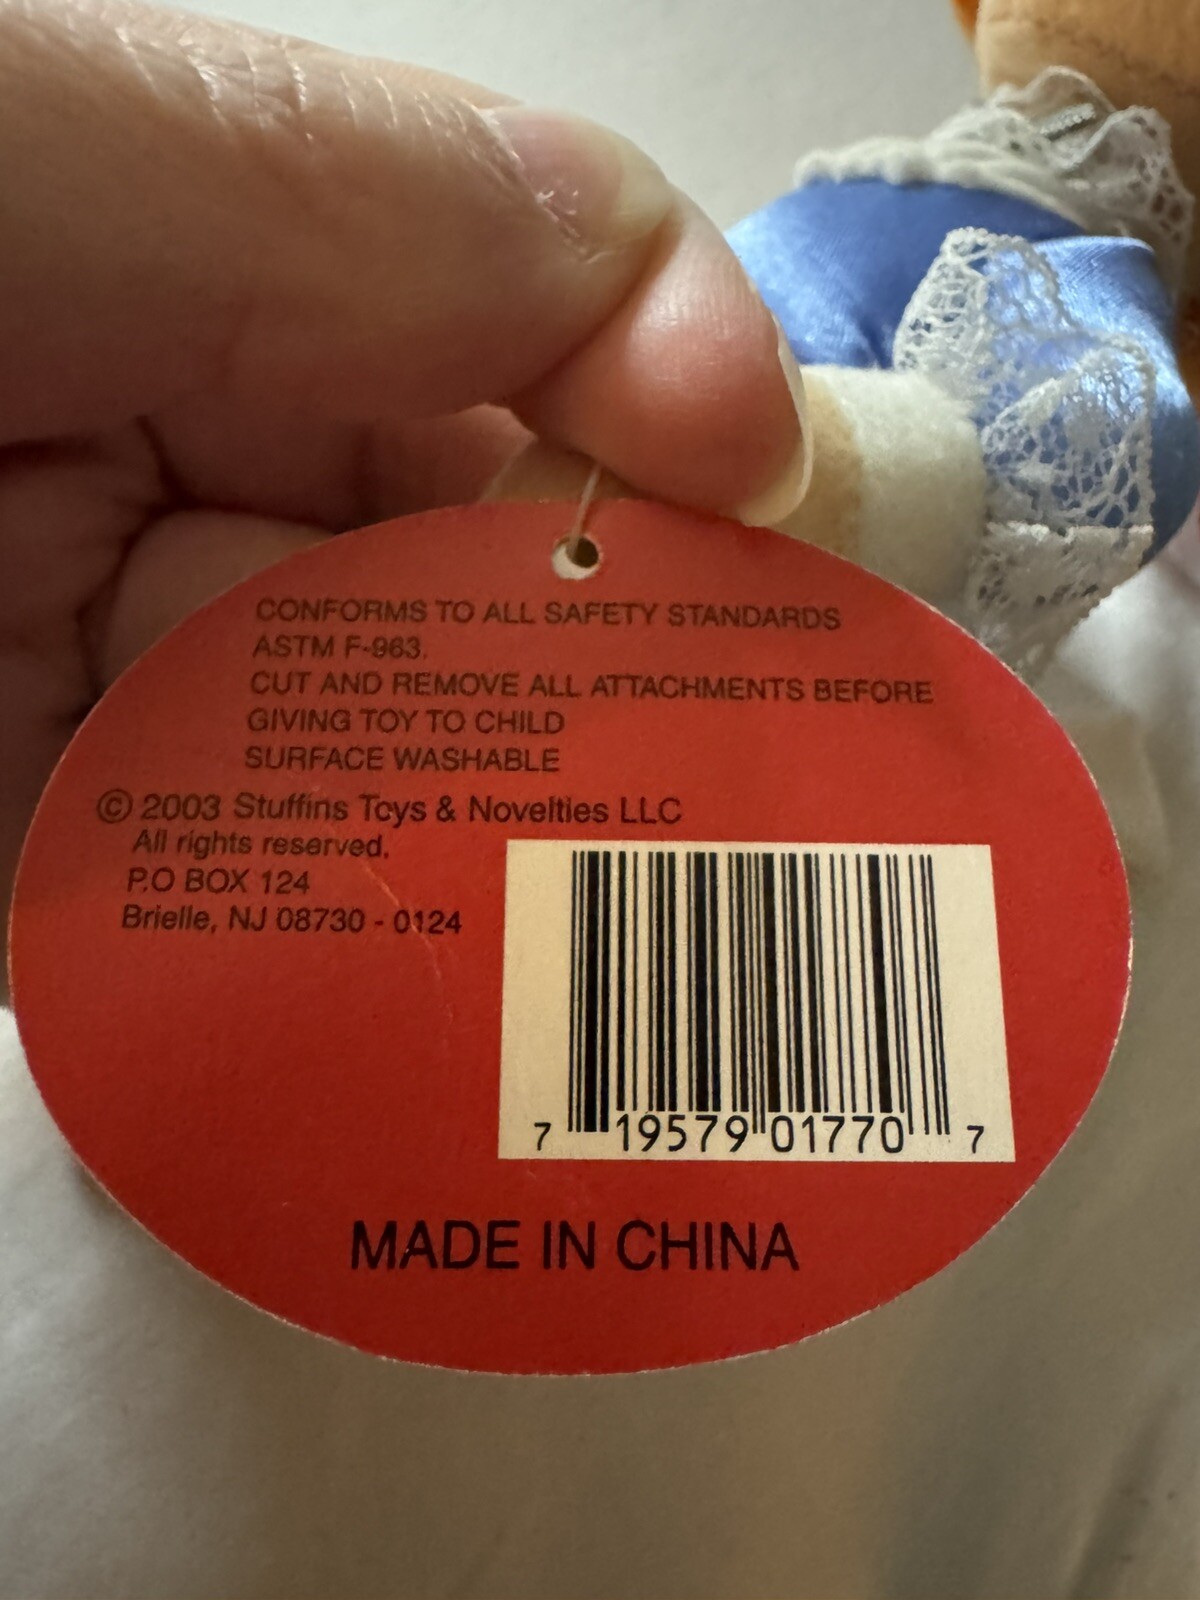 CONFORMS TO ALL SAFETY STANDARDS
ASTM F-963.
CUT AND REMOVE ALL ATTACHMENTS BEFORE
GIVING TOY TO CHILD
SURFACE WASHABLE
© 2003 Stuffins Toys & Novelties LLC
All rights reserved.
P.O BOX 124
Brielle, NJ 08730 - 0124
7 19579 01770 7
MADE IN CHINA